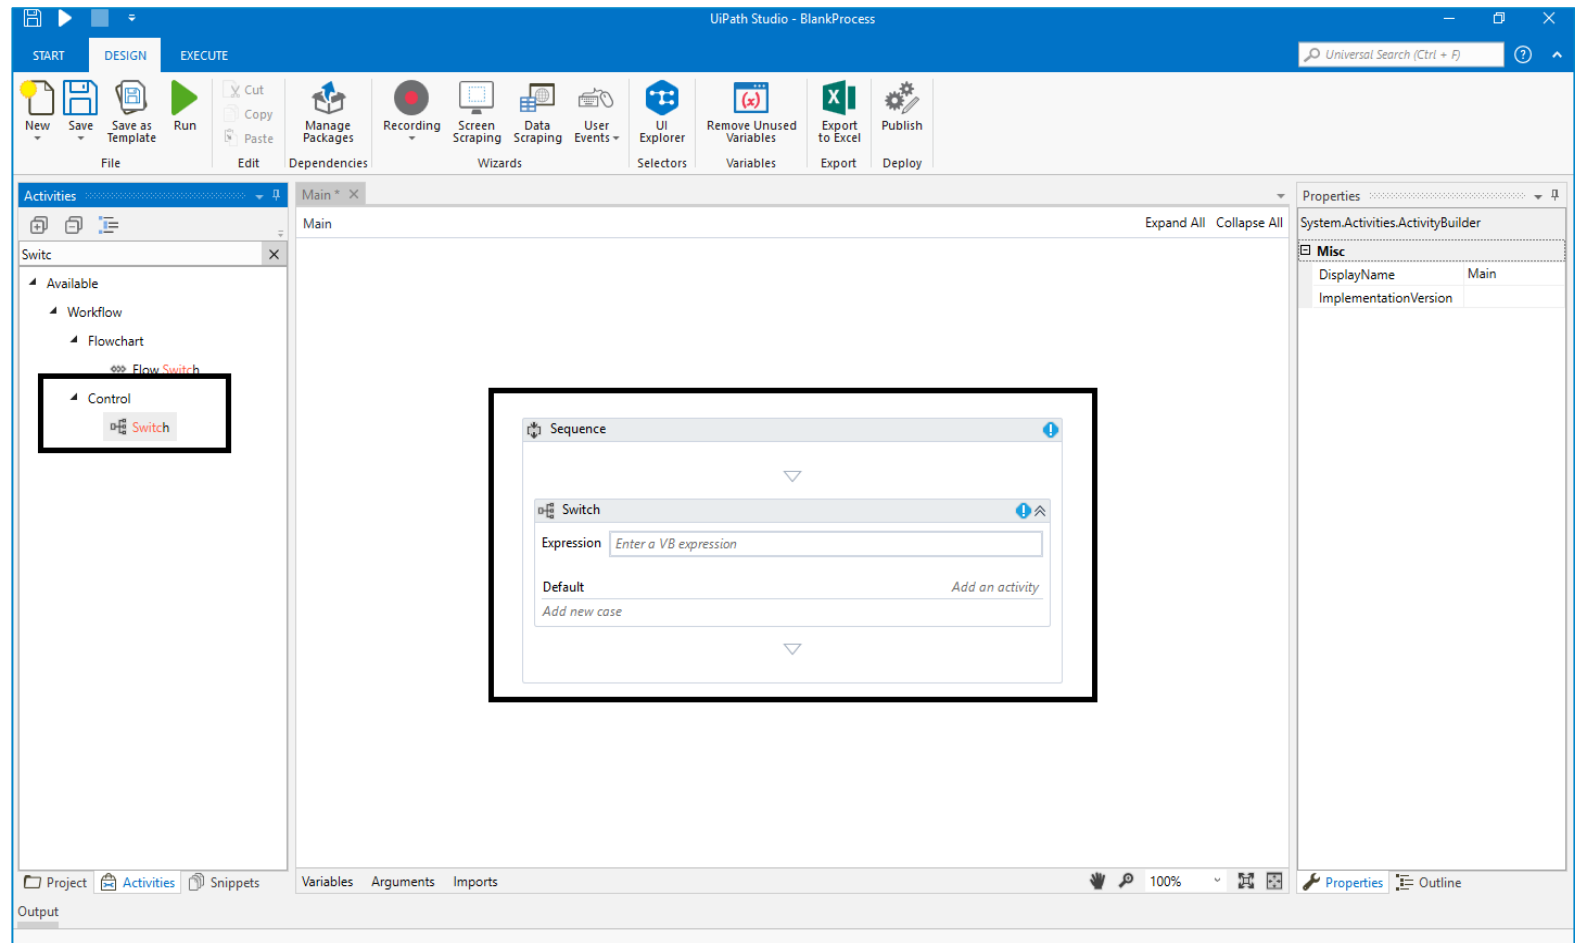 UiPath Studio - BlankProcess
START DESIGN EXECUTE
Universal Search (Ctrl + F)
New Save Save as Template Run
Cut
Copy
Paste
Manage Packages
Recording Screen Scraping Data Scraping User Events
UI Explorer
Remove Unused Variables
Export to Excel
Publish
File Edit Dependencies Wizards Selectors Variables Export Deploy
Activities
Switc
Available
Workflow
Flowchart
Flow Switch
Control
Switch
Project Activities Snippets
Main *
Main Expand All Collapse All
Sequence
Switch
Expression Enter a VB expression
Default Add an activity
Add new case
Variables Arguments Imports 100%
Properties
System.Activities.ActivityBuilder
Misc
DisplayName Main
ImplementationVersion
Properties Outline
Output